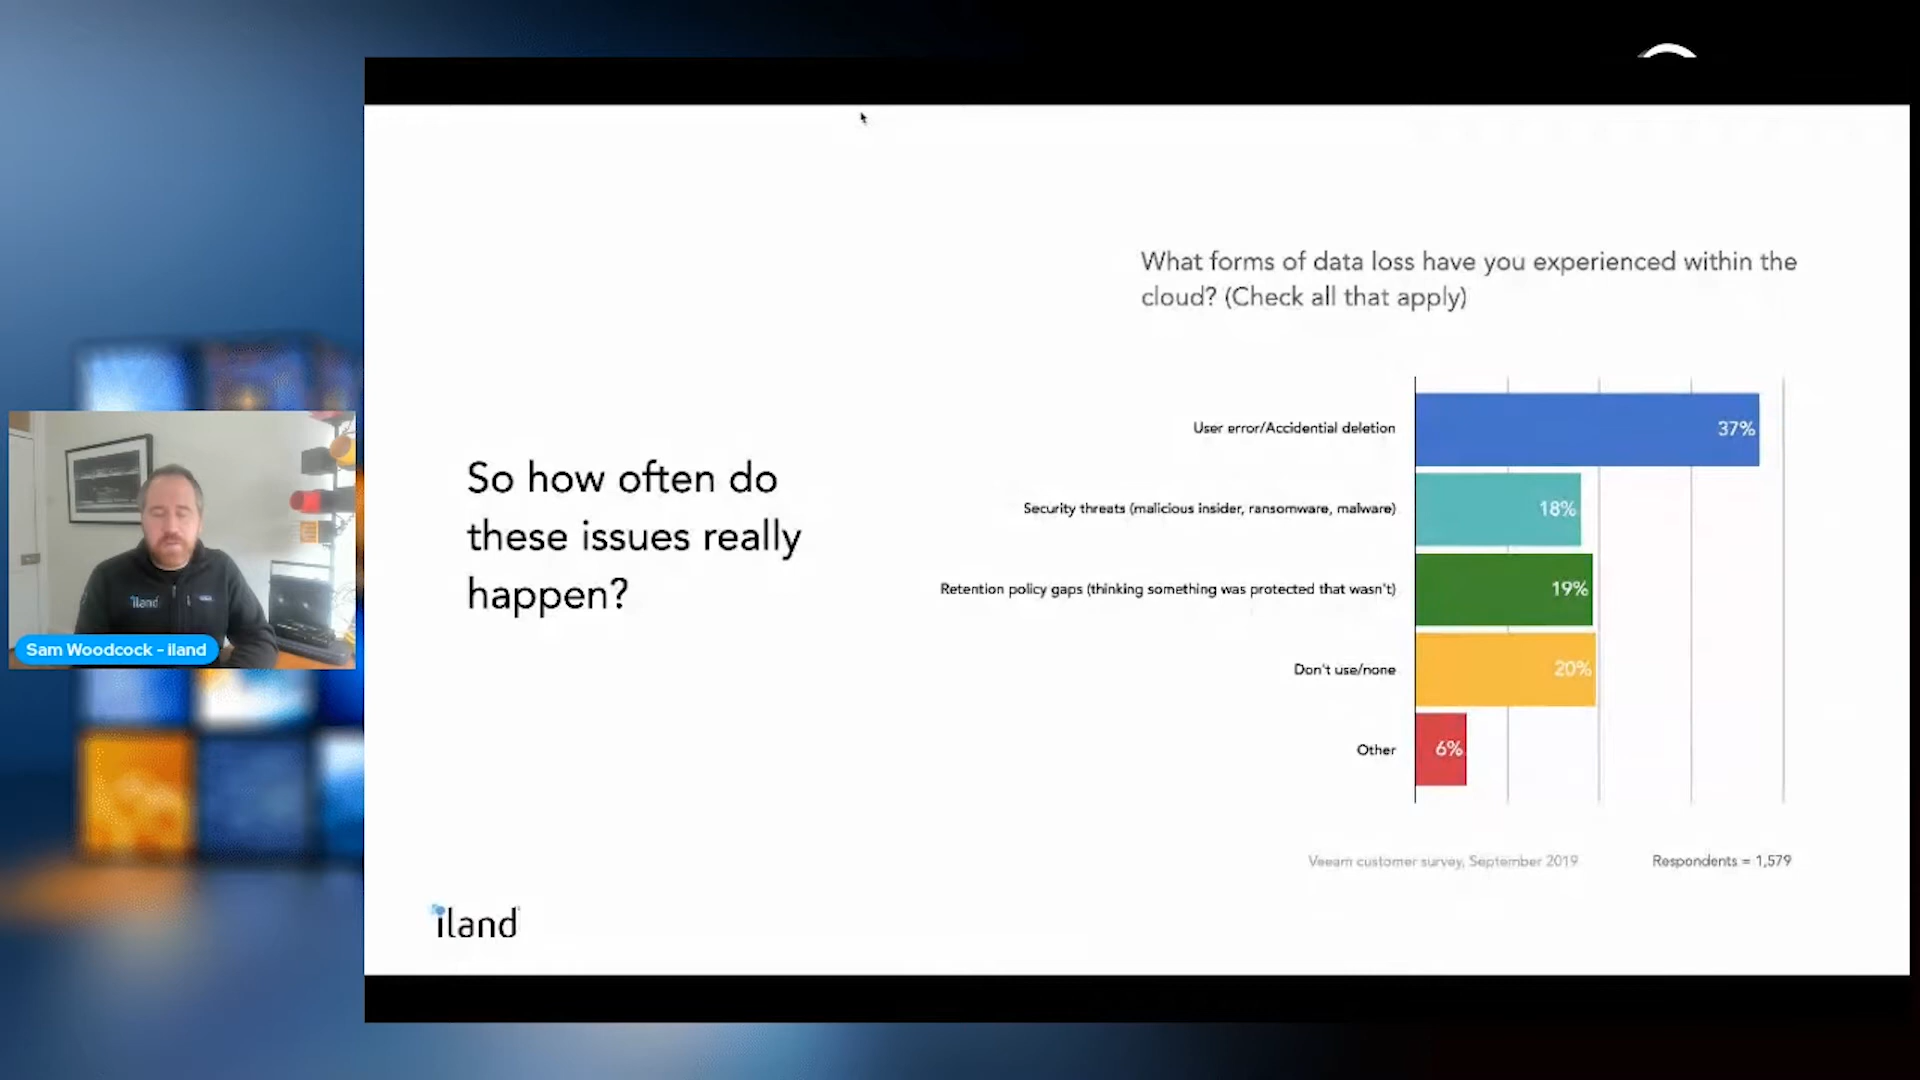 What forms of data loss have you experienced within the
cloud? (Check all that apply)
So how often do
these issues really
happen?
User error/Accidential deletion
37%
Security threats (malicious insider, ransomware, malware)
18%
Retention policy gaps (thinking something was protected that wasn't)
19%
Don't use/none
20%
Other
6%
Veeam customer survey, September 2019
Respondents = 1,579
iland
iland
Sam Woodcock - iland